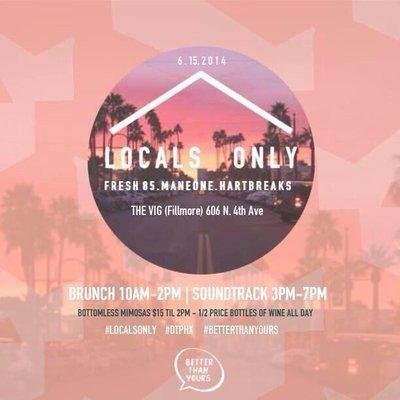 6.15.2014
LOCALS ONLY
FRESH 85.MANEONE.HARTBREAKS
THE VIG (Fillmore) 606 N. 4th Ave
BRUNCH 10AM-2PM | SOUNDTRACK 3PM-7PM
BOTTOMLESS MIMOSAS $15 TIL 2PM - 1/2 PRICE BOTTLES OF WINE ALL DAY
#LOCALSONLY #DTPHX #BETTERTHANYOURS
BETTER
THAN
YOURS